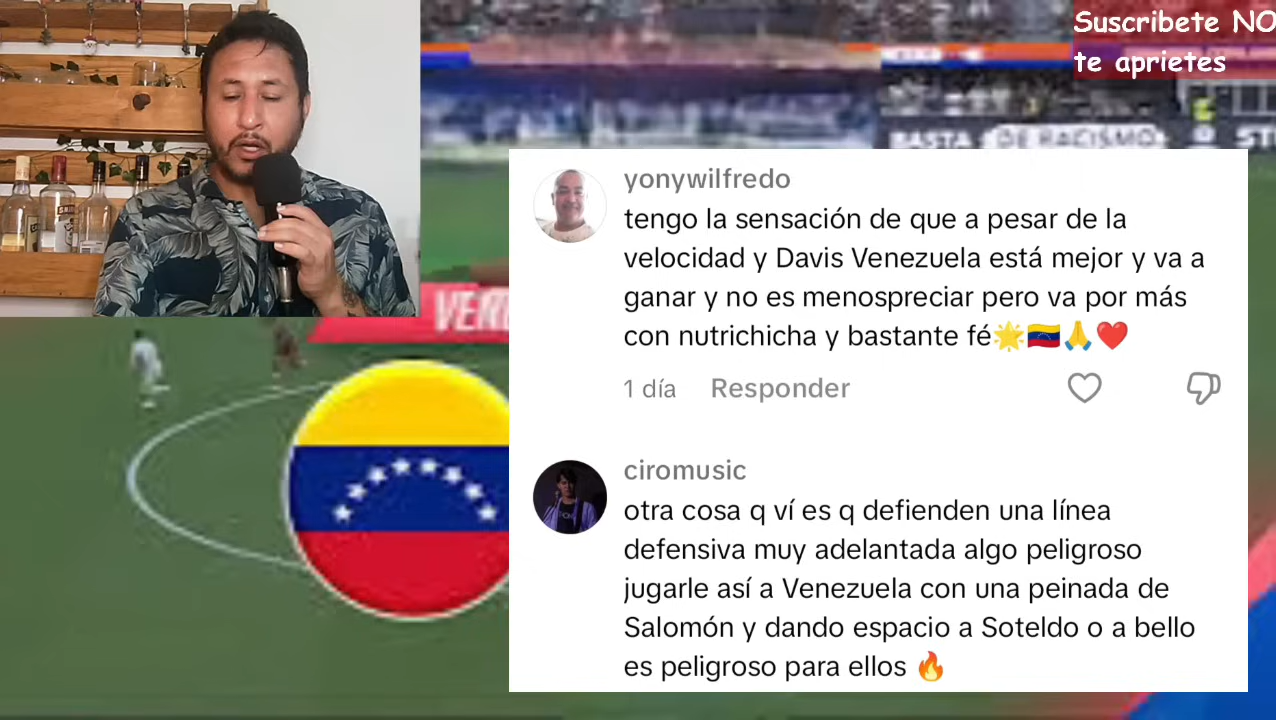 Suscribete NO
te aprietes
BASTA DE RACISMO
yonywilfredo
tengo la sensación de que a pesar de la
velocidad y Davis Venezuela está mejor y va a
ganar y no es menospreciar pero va por más
con nutrichicha y bastante fé🌟🇻🇪🙏❤️
1 día Responder
ciromusic
otra cosa q ví es q defienden una línea
defensiva muy adelantada algo peligroso
jugarle así a Venezuela con una peinada de
Salomón y dando espacio a Soteldo o a bello
es peligroso para ellos 🔥